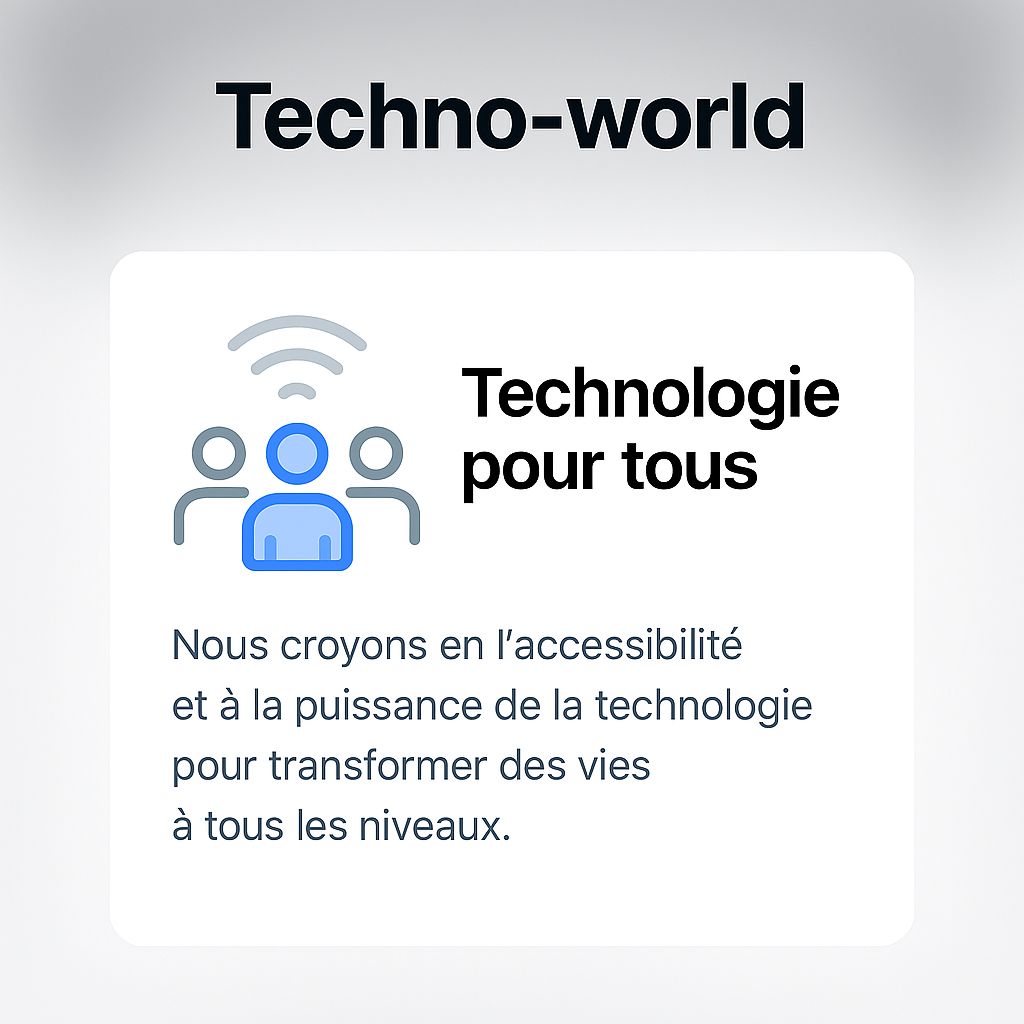 Techno-world
Technologie
pour tous
Nous croyons en l’accessibilité
et à la puissance de la technologie
pour transformer des vies
à tous les niveaux.